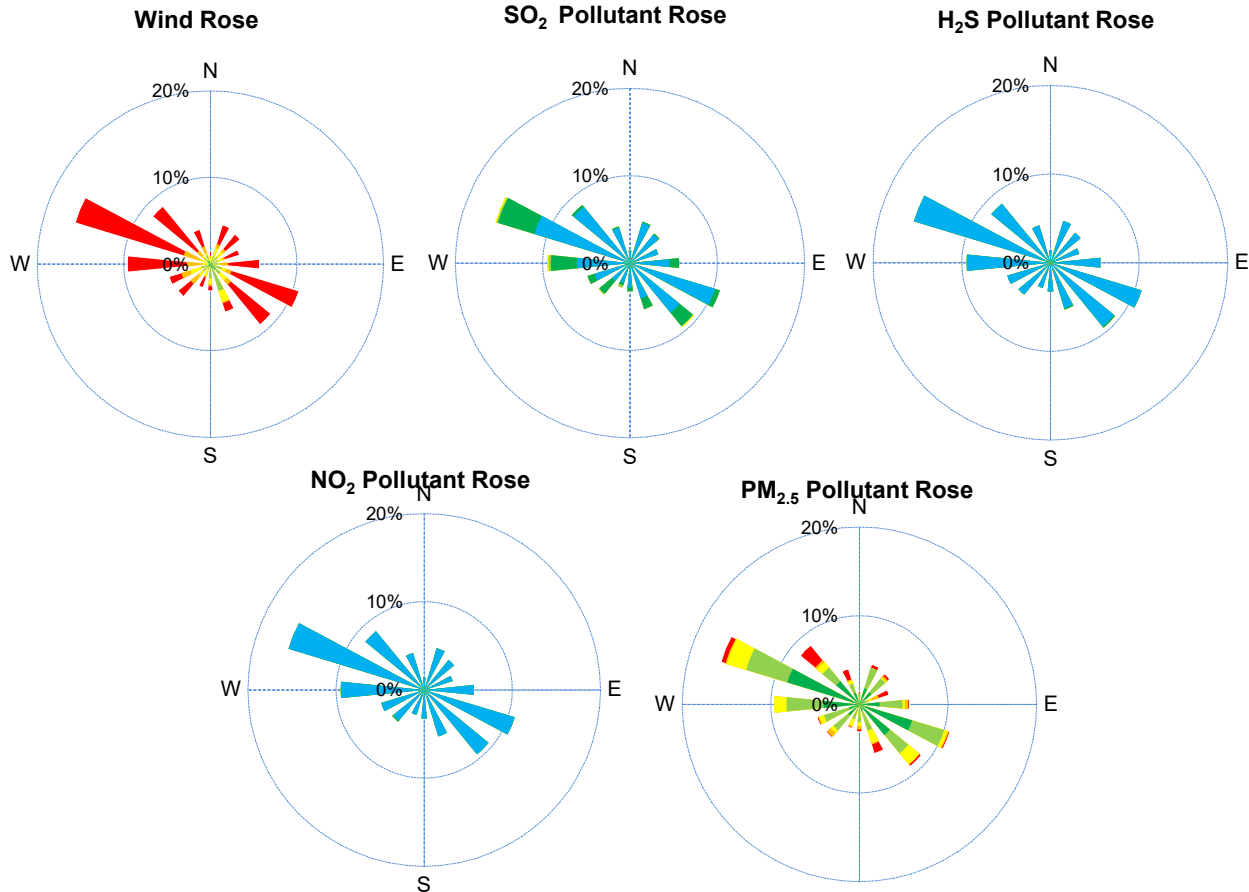 Wind Rose
SO₂ Pollutant Rose
H₂S Pollutant Rose
N
20%
10%
W
0%
E
S
N
20%
10%
W
0%
E
S
N
20%
10%
W
0%
E
S
NO₂ Pollutant Rose
PM₂.₅ Pollutant Rose
N
20%
10%
W
0%
E
S
N
20%
10%
W
0%
E